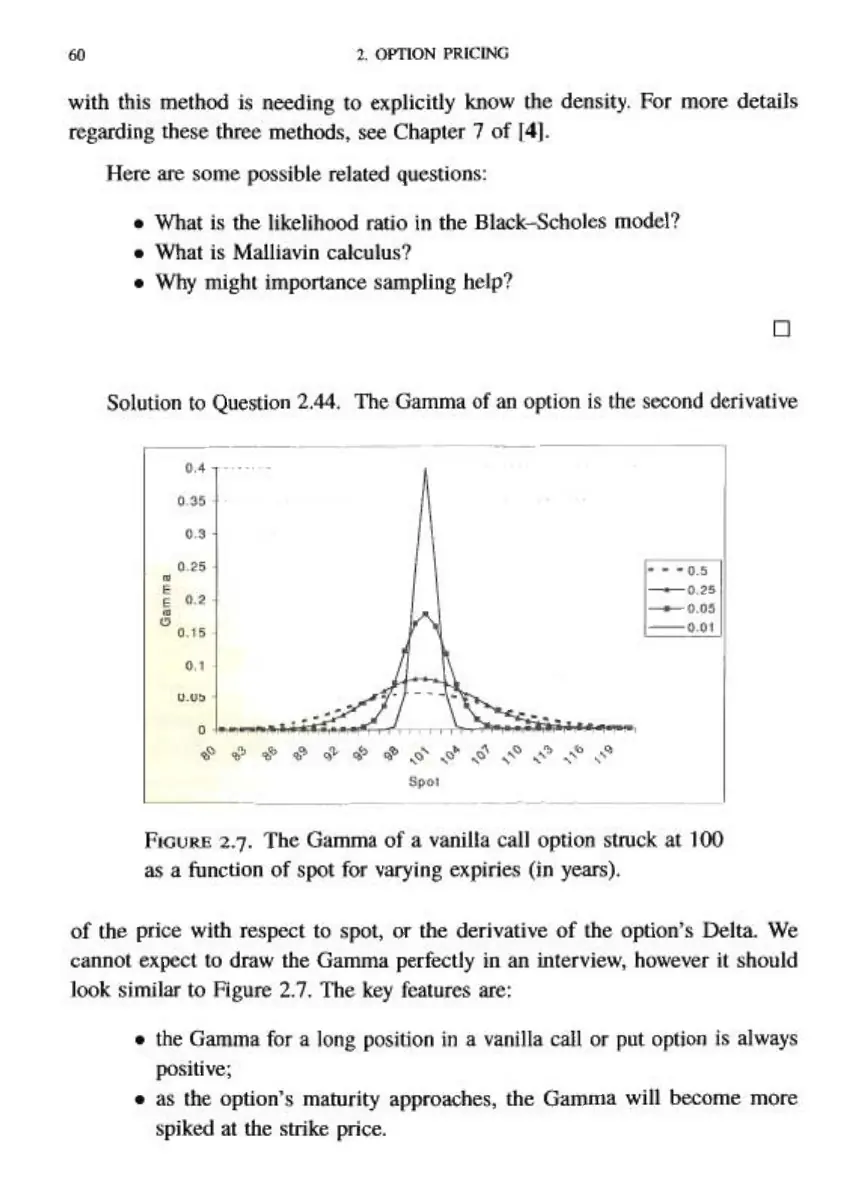 60
2. OPTION PRICING
with this method is needing to explicitly know the density. For more details
regarding these three methods, see Chapter 7 of [4].
Here are some possible related questions:
• What is the likelihood ratio in the Black–Scholes model?
• What is Malliavin calculus?
• Why might importance sampling help?
□
Solution to Question 2.44. The Gamma of an option is the second derivative
0.4
0.35
0.3
0.25
0.2
0.15
0.1
0.05
0
Gamma
80 83 86 89 92 95 98 101 104 107 110 113 116 119
Spot
0.5
0.25
0.05
0.01
FIGURE 2.7. The Gamma of a vanilla call option struck at 100
as a function of spot for varying expiries (in years).
of the price with respect to spot, or the derivative of the option's Delta. We
cannot expect to draw the Gamma perfectly in an interview, however it should
look similar to Figure 2.7. The key features are:
• the Gamma for a long position in a vanilla call or put option is always
positive;
• as the option's maturity approaches, the Gamma will become more
spiked at the strike price.